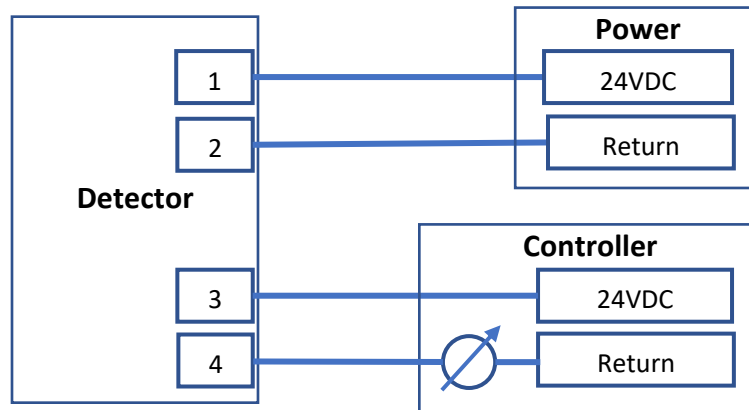 Power
1
24VDC
2
Return
Detector
Controller
3
24VDC
4
Return